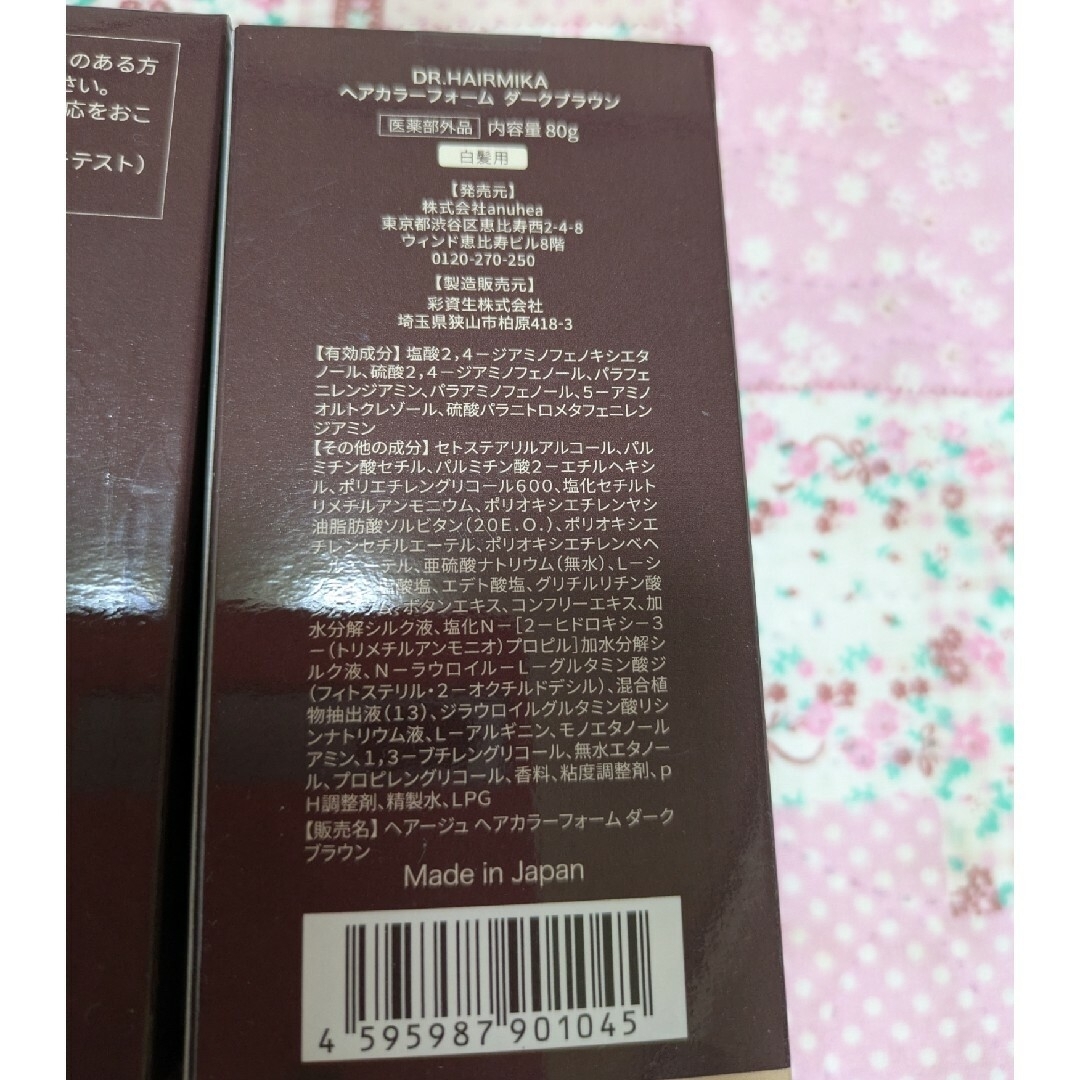 のある方
さい。
応をおこ
ーテスト)
DR.HAIRMIKA
ヘアカラーフォーム ダークブラウン
医薬部外品 内容量80g
白髪用
【発売元】
株式会社anuhea
東京都渋谷区恵比寿西2-4-8
ウィンド恵比寿ビル8階
0120-270-250
【製造販売元】
彩資生株式会社
埼玉県狭山市柏原418-3
【有効成分】塩酸2,4-ジアミノフェノキシエタ
ノール、硫酸2,4-ジアミノフェノール、パラフェ
ニレンジアミン、パラアミノフェノール、5-アミノ
オルトクレゾール、硫酸パラニトロメタフェニレン
ジアミン
【その他の成分】セトステアリルアルコール、パル
ミチン酸セチル、パルミチン酸2-エチルヘキシ
ル、ポリエチレングリコール600、塩化セチルト
リメチルアンモニウム、ポリオキシエチレンヤシ
油脂肪酸ソルビタン(20E.O.)、ポリオキシエ
チレンセチルエーテル、ポリオキシエチレンベヘ
ーテル、亜硫酸ナトリウム(無水)、L-シ
塩酸塩、エデト酸塩、グリチルリチン酸
ム、ボタンエキス、コンフリーエキス、加
水分解シルク液、塩化N-[2-ヒドロキシ-3
-(トリメチルアンモニオ)プロピル]加水分解シ
ルク液、N-ラウロイル-L-グルタミン酸ジ
(フィトステリル・2-オクチルドデシル)、混合植
物抽出液(13)、ジラウロイルグルタミン酸リシ
ンナトリウム液、L-アルギニン、モノエタノール
アミン、1,3-ブチレングリコール、無水エタノー
ル、プロピレングリコール、香料、粘度調整剤、p
H調整剤、精製水、LPG
【販売名】ヘアージュ ヘアカラーフォーム ダーク
ブラウン
Made in Japan
4 595987 901045